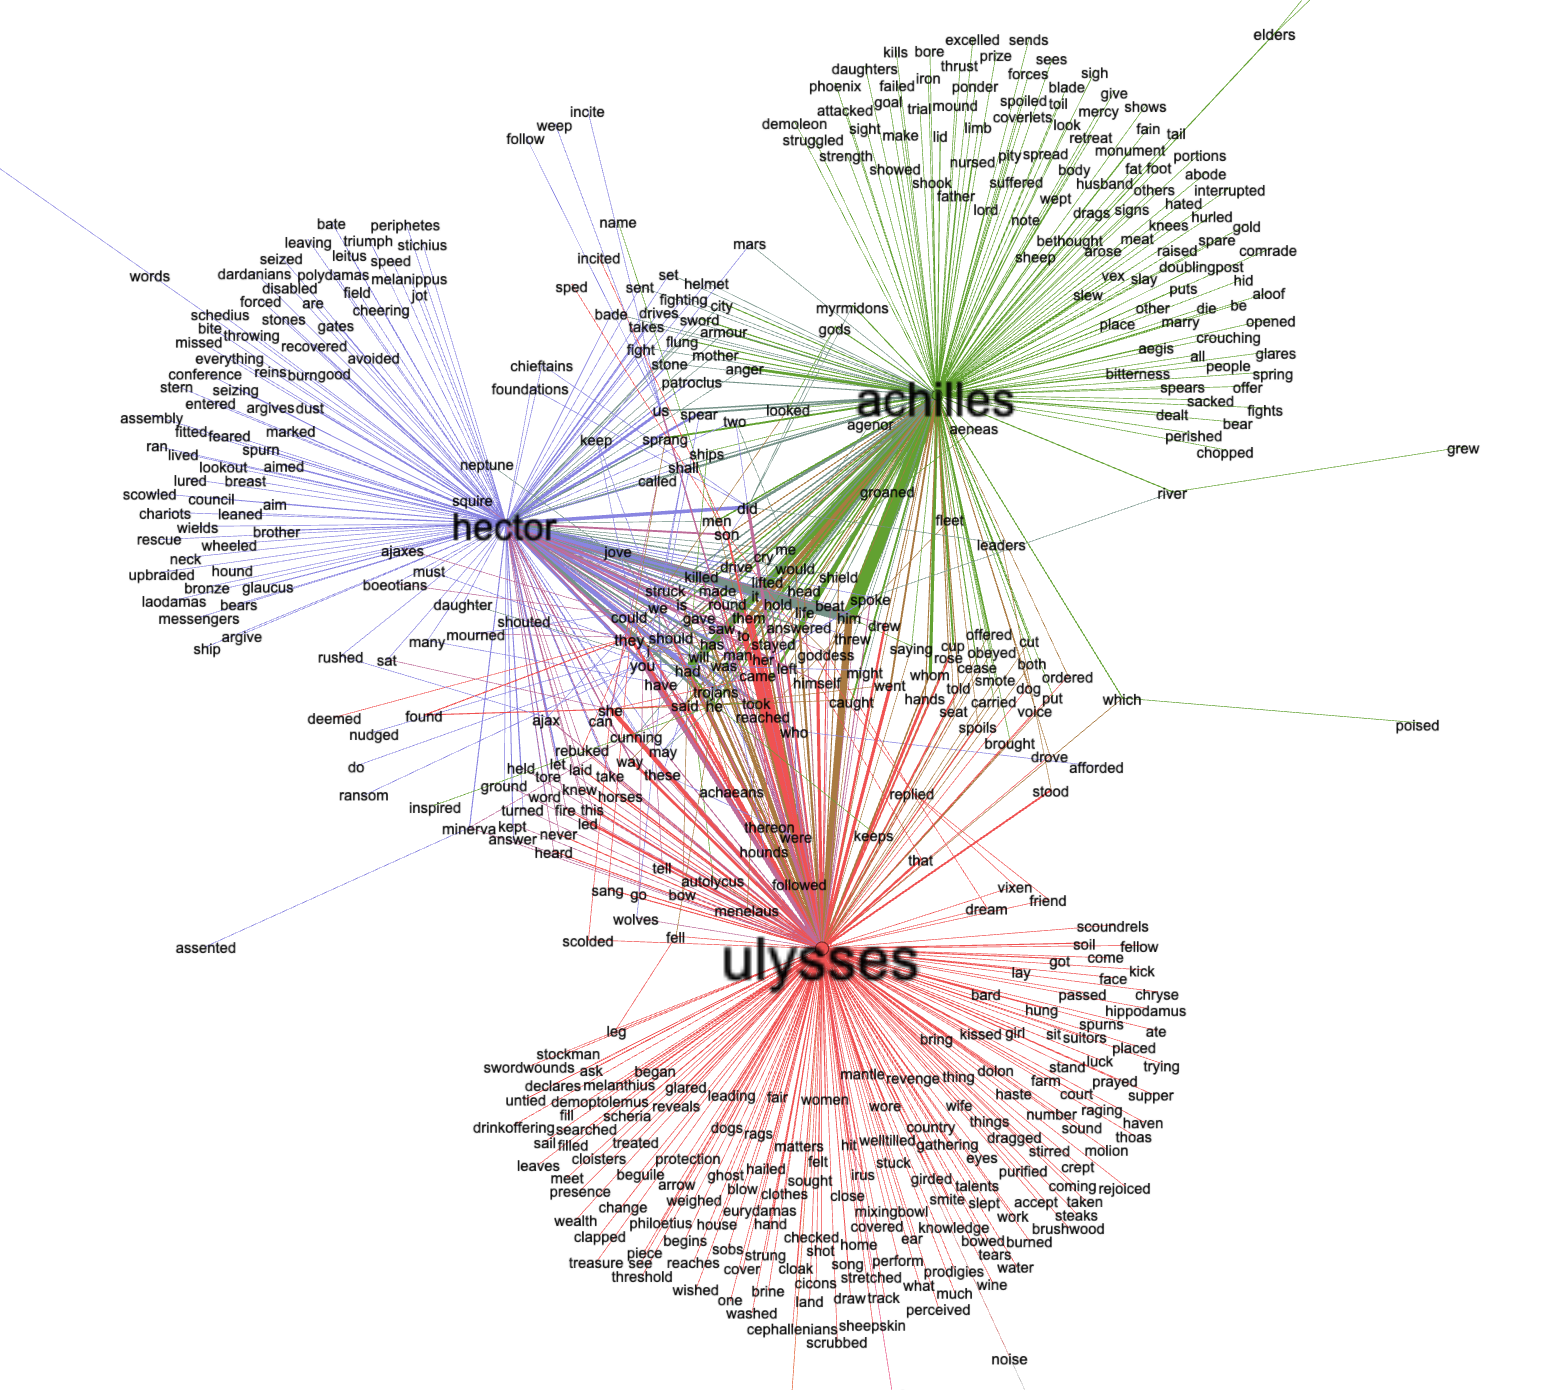 elders
excelled sends
kills bore
prize
sees
thrust
daughters
forces
sigh
iron
phoenix
failed
ponder
blade
give
goal
spoiled toil
shows
attacked
trial mound
mercy
coverlets
incite
demoleon
sight make
lid
limb
look
fain
tail
weep
struggled
retreat
follow
strength
nursed
pity spread
monument
portions
showed
body
fat foot
abode
shook
suffered
husband
others
interrupted
father
wept
hated
lord
note
drags signs
hurled
name
knees
gold
bate
periphetes
bethought
meat
spare
mars
leaving
triumph
stichius
arose
raised
comrade
seized
leitus
speed
incited
sheep
doublingpost
words
dardanians
polydamas
melanippus
set
vex
slay
hid
disabled
field
jot
sped
sent
helmet
slew
puts
aloof
forced
are
cheering
fighting
city
myrmidons
other
die
be
schedius
stones
gates
bade
drives
sword
gods
place
marry
opened
bite
throwing
takes
armour
crouching
missed
recovered
fight
flung
aegis
glares
everything
avoided
mother
all
people
conference
reins
burngood
chieftains
stone
anger
bitterness
spring
stern
seizing
foundations
patroclus
spears
offer
entered
argives
dust
achilles
sacked
fights
assembly
us
spear
looked
dealt
bear
fitted
feared
marked
two
agenor
aeneas
perished
ran
lived
spurn
keep
sprang
chopped
grew
lookout
aimed
neptune
ships
lured
breast
shall
scowled
council
aim
squire
called
groaned
river
chariots
leaned
did
wields
brother
hector
men
fleet
rescue
wheeled
son
leaders
neck
ajaxes
jove
cry
me
upbraided
hound
must
drive
would
bronze
glaucus
boeotians
killed
lifted
shield
laodamas
bears
struck
made
it
head
spoke
messengers
daughter
we
is
round
hold
life
beat
him
argive
shouted
could
gave
them
answered
drew
ship
many
mourned
they
should
saw
to
stayed
threw
offered
cut
rushed
sat
I
has
man
her
goddess
saying
cup
obeyed
you
will
was
left
rose
both
had
came
himself
might
whom
cease
smote
ordered
have
trojans
went
told
dog
which
deemed
found
she
said
he
took
caught
hands
carried
put
poised
nudged
ajax
can
reached
seat
voice
cunning
who
spoils
do
rebuked
may
brought
drove
afforded
held
let
laid
way
these
ransom
tore
take
stood
inspired
ground
word
knew
horses
achaeans
replied
turned
fire
this
minerva
kept
led
thereon
were
keeps
answer
never
heard
hounds
that
tell
autolycus
followed
vixen
sang
go
bow
friend
wolves
menelaus
dream
assented
scolded
fell
scoundrels
ulysses
soil
fellow
got
come
lay
face
kick
bard
passed
chryse
leg
hung
hippodamus
spurns
ate
bring
kissed
girl
sit
suitors
stockman
placed
swordwounds
ask
began
luck
trying
declares
melanthius
glared
mantle
revenge
thing
dolon
stand
prayed
untied
demoptolemus
leading
fair
women
farm
court
supper
fill
scheria
reveals
wore
wife
haste
number
raging
drinkoffering
searched
dogs
rags
country
things
sound
haven
sail
filled
treated
matters
hit
welltilled
gathering
dragged
thoas
leaves
cloisters
protection
felt
eyes
stirred
molion
meet
beguile
ghost
hailed
irus
stuck
purified
crept
presence
arrow
blow
sought
girded
talents
coming
rejoiced
change
weighed
clothes
close
smite
slept
accept
taken
wealth
philoetius
eurydamas
mixingbowl
work
steaks
clapped
house
hand
covered
knowledge
brushwood
begins
checked
ear
bowed
burned
piece
sobs
strung
shot
home
tears
treasure
see
reaches
cover
cloak
song
perform
water
threshold
cicons
stretched
prodigies
wine
wished
one
brine
land
draw
track
what
much
washed
perceived
cephallenians
sheepskin
scrubbed
noise